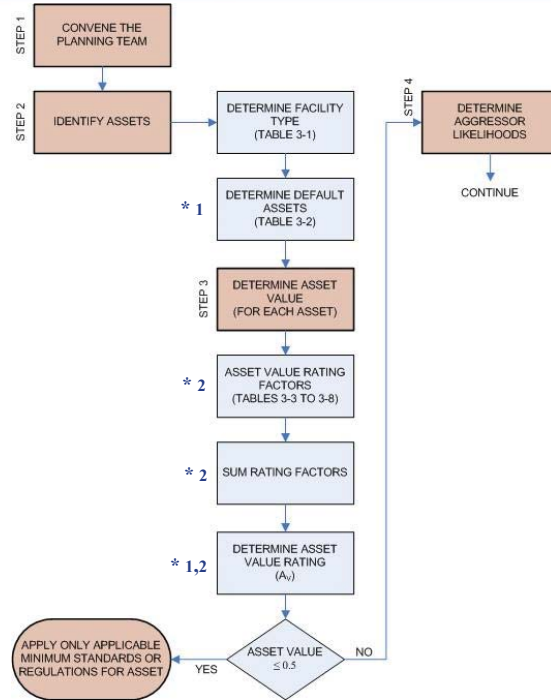 STEP 1
CONVENE THE
PLANNING TEAM
STEP 2
IDENTIFY ASSETS
DETERMINE FACILITY
TYPE
(TABLE 3-1)
* 1
DETERMINE DEFAULT
ASSETS
(TABLE 3-2)
STEP 3
DETERMINE ASSET
VALUE
(FOR EACH ASSET)
* 2
ASSET VALUE RATING
FACTORS
(TABLES 3-3 TO 3-8)
* 2
SUM RATING FACTORS
* 1,2
DETERMINE ASSET
VALUE RATING
(Av)
ASSET VALUE
≤ 0.5
YES
NO
APPLY ONLY APPLICABLE
MINIMUM STANDARDS OR
REGULATIONS FOR ASSET
STEP 4
DETERMINE
AGGRESSOR
LIKELIHOODS
CONTINUE